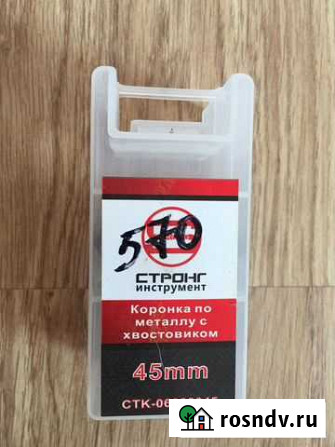 570
СТРОНГ
инструмент
Коронка по
металлу с
хвостовиком
45mm
rosndv.ru